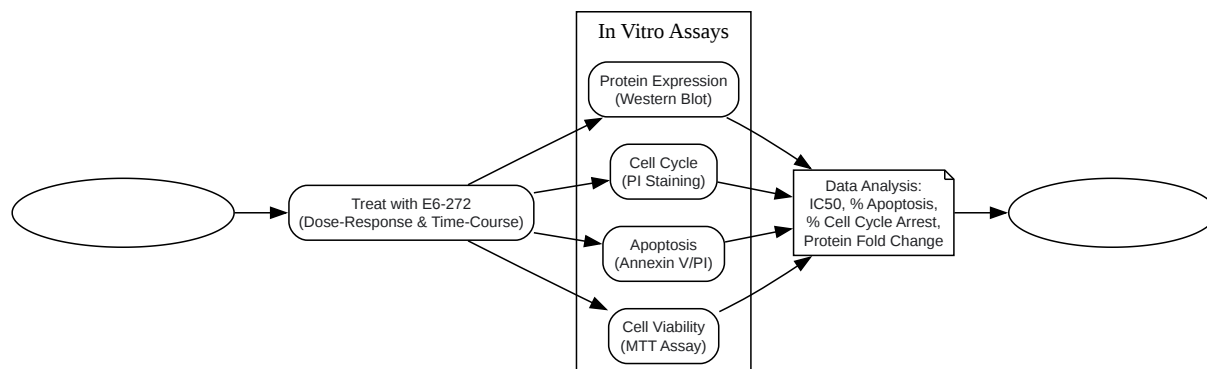 In Vitro Assays
Protein Expression
(Western Blot)
Cell Cycle
(PI Staining)
Treat with E6-272
(Dose-Response & Time-Course)
Apoptosis
(Annexin V/PI)
Cell Viability
(MTT Assay)
Data Analysis:
IC50, % Apoptosis,
% Cell Cycle Arrest,
Protein Fold Change